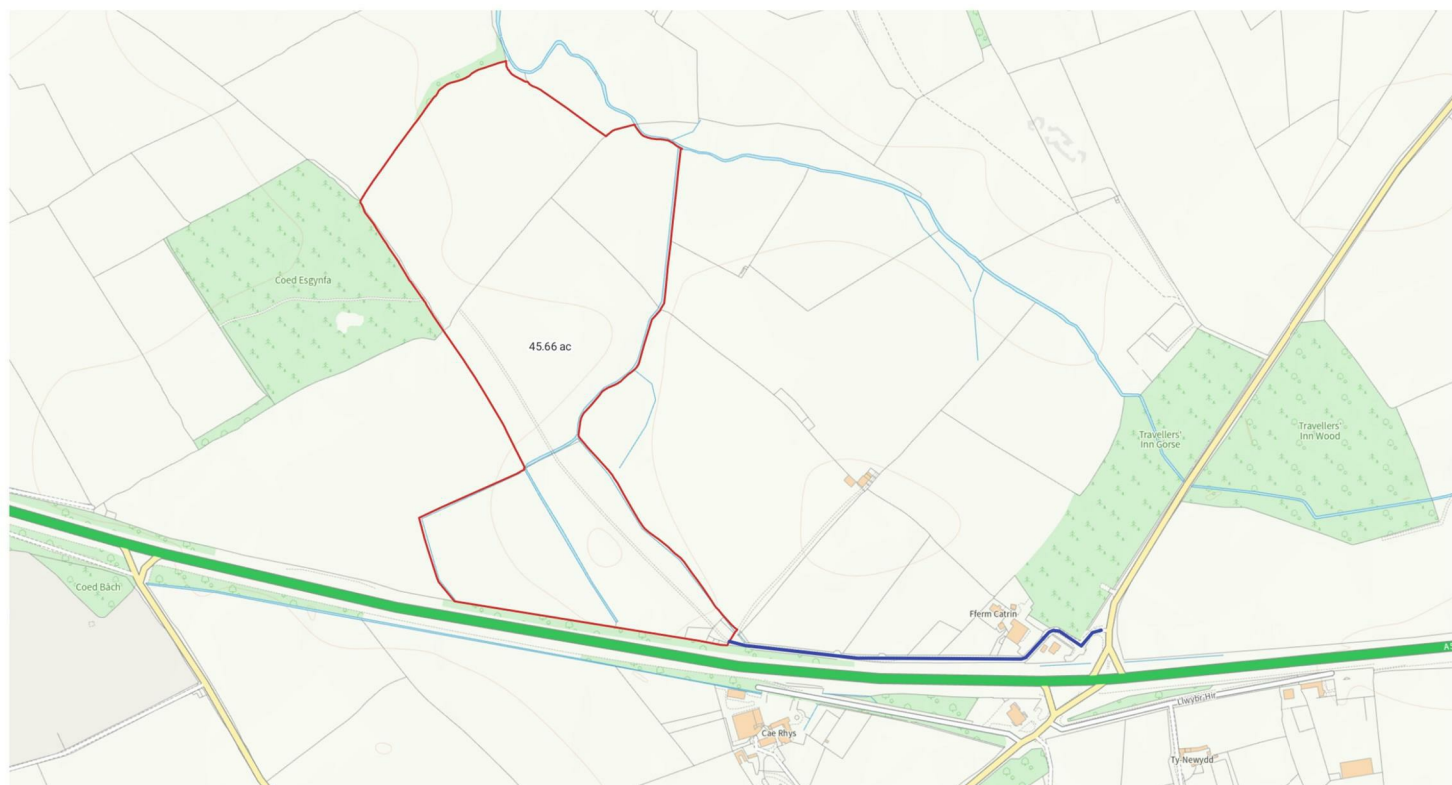 Coed Esgynfa
45.66 ac
Travellers'
Inn Gorse
Travellers'
Inn Wood
Coed Bâch
Fferm Catrin
Llwybr-Hir
Cae Rhys
Ty-Newydd